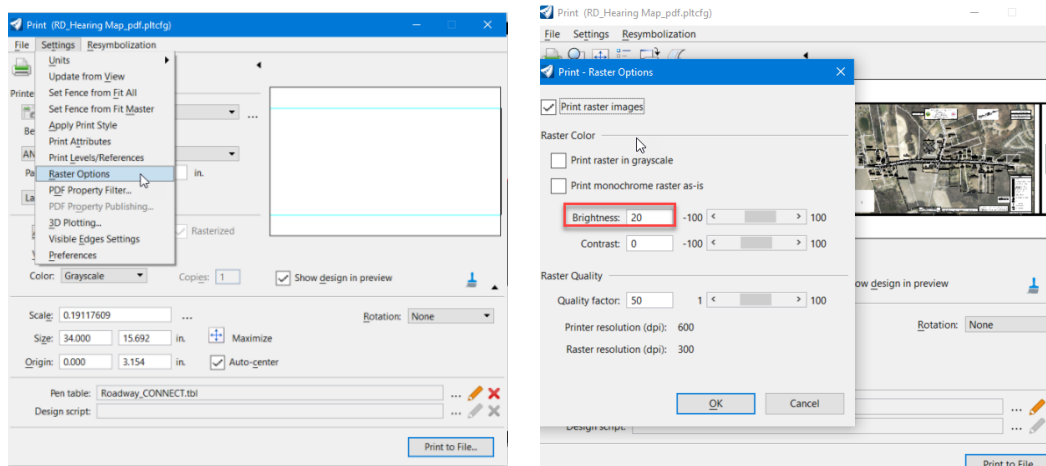 Print (RD_Hearing Map_pdf.pltcfg)
File Settings Resymbolization
Units
Update from View
Set Fence from Fit All
Set Fence from Fit Master
Apply Print Style
Print Attributes
Print Levels/References
Raster Options
PDF Property Filter...
PDF Property Publishing...
3D Plotting...
Visible Edges Settings
Preferences
Printe
Be
AN
Pa
La
...
in.
Rasterized
Color: Grayscale Copies: 1 Show design in preview
Scale: 0.19117609 ... Rotation: None
Size: 34.000 15.692 in. Maximize
Origin: 0.000 3.154 in. Auto-center
Pen table: Roadway_CONNECT.tbl ...
Design script: ...
Print to File...
Print (RD_Hearing Map_pdf.pltcfg)
File Settings Resymbolization
Print - Raster Options
Print raster images
Raster Color
Print raster in grayscale
Print monochrome raster as-is
Brightness: 20 -100 100
Contrast: 0 -100 100
Raster Quality
Quality factor: 50 1 100
Printer resolution (dpi): 600
Raster resolution (dpi): 300
OK Cancel
ow design in preview
Rotation: None
...
Design script: ...
Print to File